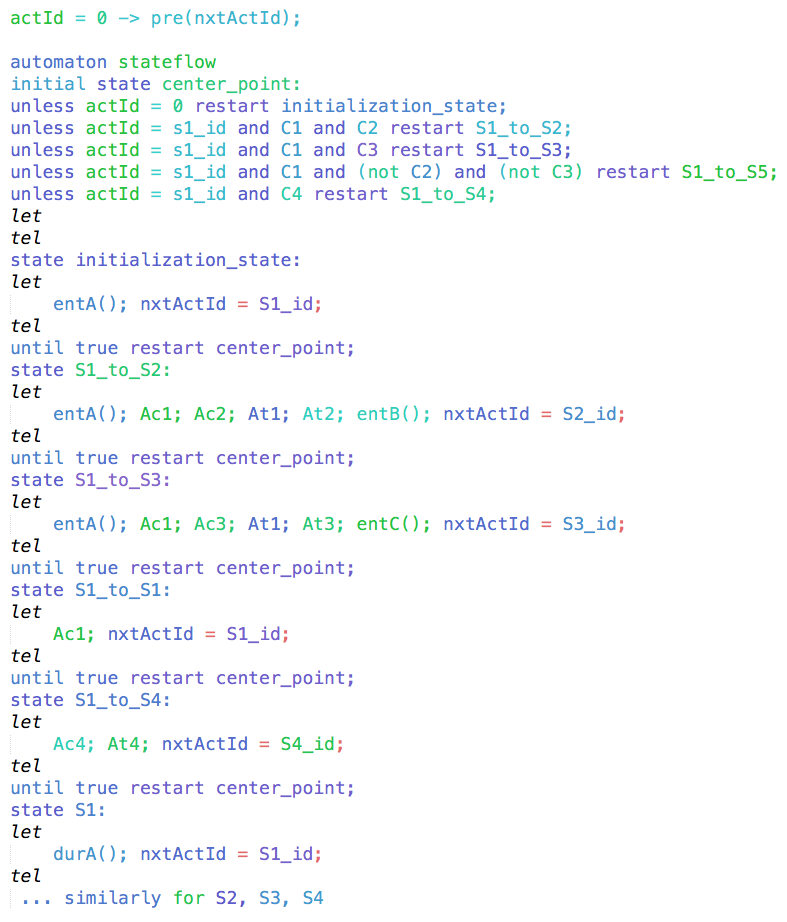 actId = 0 -> pre(nxtActId);
automaton stateflow
initial state center_point:
unless actId = 0 restart initialization_state;
unless actId = s1_id and C1 and C2 restart S1_to_S2;
unless actId = s1_id and C1 and C3 restart S1_to_S3;
unless actId = s1_id and C1 and (not C2) and (not C3) restart S1_to_S5;
unless actId = s1_id and C4 restart S1_to_S4;
let
tel
state initialization_state:
let
entA(); nxtActId = S1_id;
tel
until true restart center_point;
state S1_to_S2:
let
entA(); Ac1; Ac2; At1; At2; entB(); nxtActId = S2_id;
tel
until true restart center_point;
state S1_to_S3:
let
entA(); Ac1; Ac3; At1; At3; entC(); nxtActId = S3_id;
tel
until true restart center_point;
state S1_to_S1:
let
Ac1; nxtActId = S1_id;
tel
until true restart center_point;
state S1_to_S4:
let
Ac4; At4; nxtActId = S4_id;
tel
until true restart center_point;
state S1:
let
durA(); nxtActId = S1_id;
tel
... similarly for S2, S3, S4